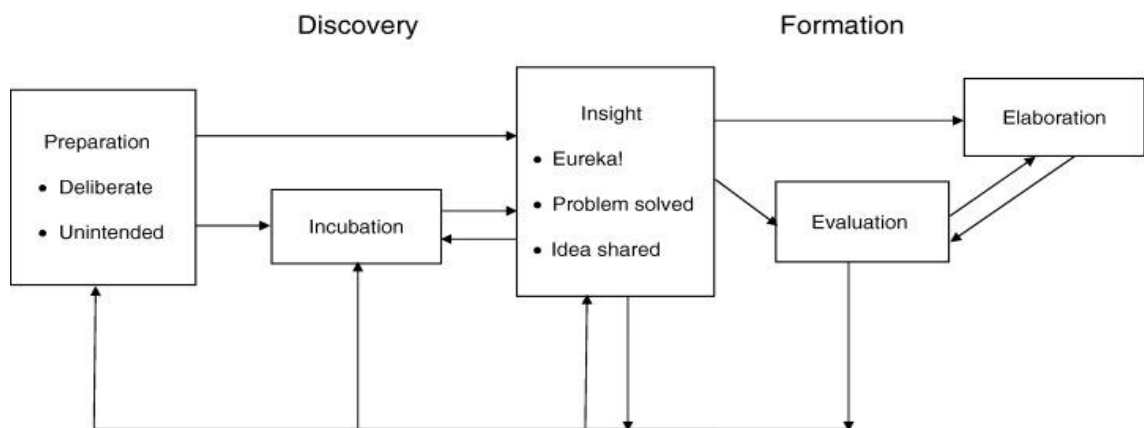 Discovery
Formation
Preparation
• Deliberate
• Unintended
Incubation
Insight
• Eureka!
• Problem solved
• Idea shared
Evaluation
Elaboration